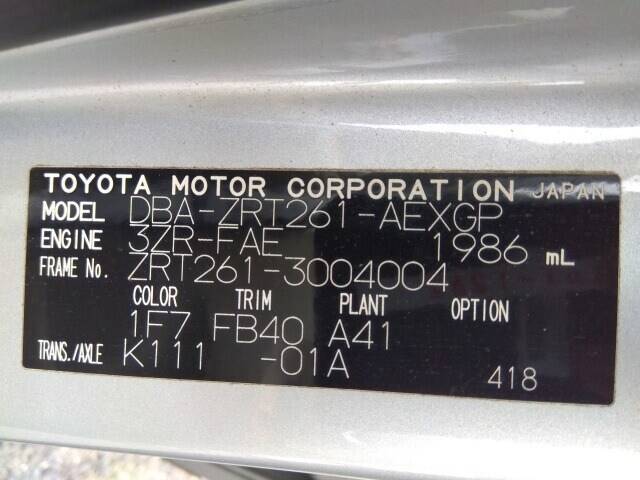 TOYOTA MOTOR CORPORATION JAPAN
MODEL DBA-ZRT261-AEXGP
ENGINE 3ZR-FAE 1986 mL
FRAME No. ZRT261-3004004
COLOR TRIM PLANT OPTION
1F7 FB40 A41
TRANS./AXLE K111 -01A
418